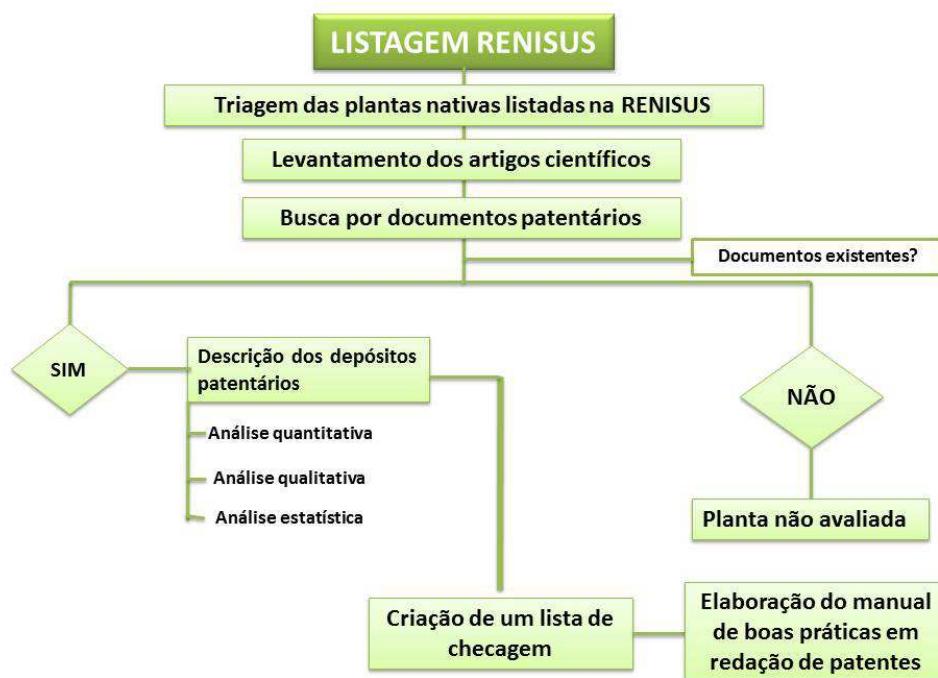 LISTAGEM RENISUS
Triagem das plantas nativas listadas na RENISUS
Levantamento dos artigos científicos
Busca por documentos patentários
Documentos existentes?
SIM
Descrição dos depósitos
patentários
NÃO
Análise quantitativa
Análise qualitativa
Análise estatística
Planta não avaliada
Criação de um lista de
checagem
Elaboração do manual
de boas práticas em
redação de patentes